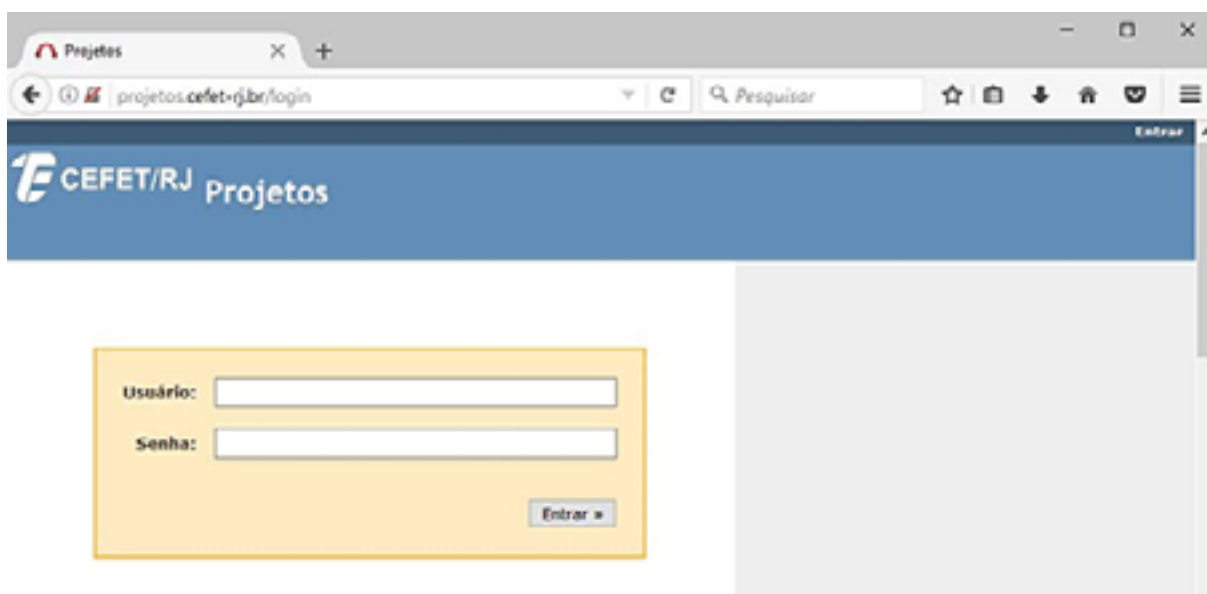 Projetos
projetos.cefet-rj.br/login
Pesquisar
Entrar
CEFET/RJ Projetos
Usuário:
Senha:
Entrar »